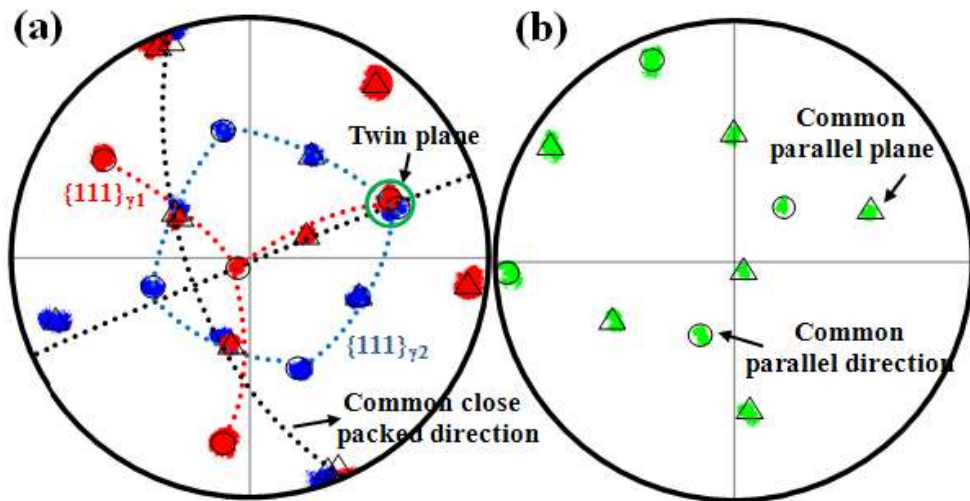 (a)
Twin plane
{111}γ1
{111}γ2
Common close
packed direction
(b)
Common
parallel plane
Common
parallel direction